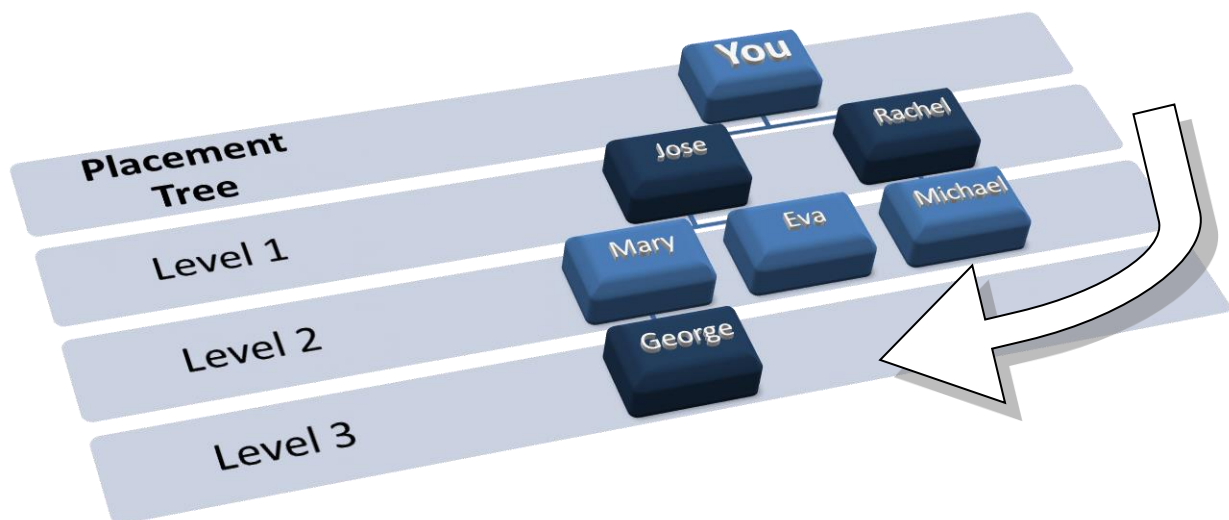 You
Placement
Tree
Jose
Rachel
Level 1
Mary
Eva
Michael
Level 2
George
Level 3